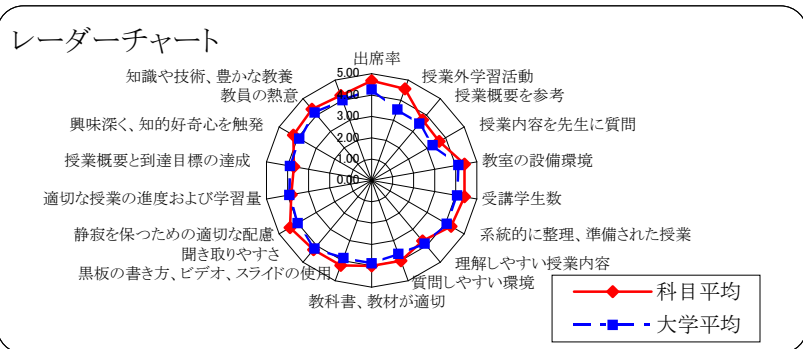 レーダーチャート
出席率
授業外学習活動
授業概要を参考
授業内容を先生に質問
教室の設備環境
受講学生数
系統的に整理、準備された授業
理解しやすい授業内容
質問しやすい環境
教科書、教材が適切
黒板の書き方、ビデオ、スライドの使用
聞き取りやすさ
静寂を保つための適切な配慮
適切な授業の進度および学習量
授業概要と到達目標の達成
興味深く、知的好奇心を触発
教員の熱意
知識や技術、豊かな教養
5.00
4.00
3.00
2.00
1.00
0.00
科目平均
大学平均